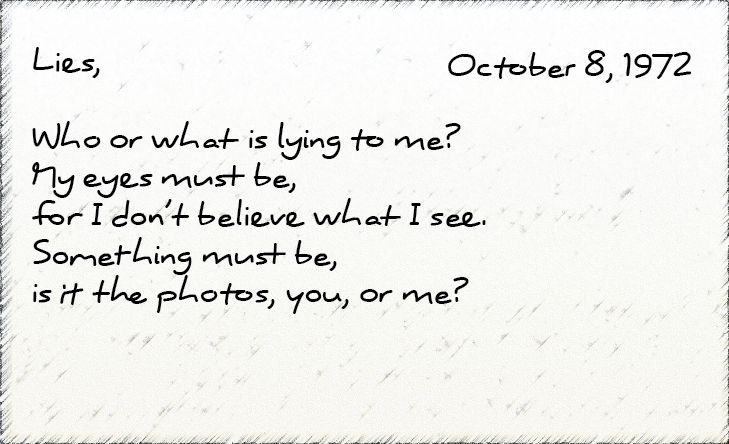 Lies,
October 8, 1972
Who or what is lying to me?
My eyes must be,
for I don't believe what I see.
Something must be,
is it the photos, you, or me?